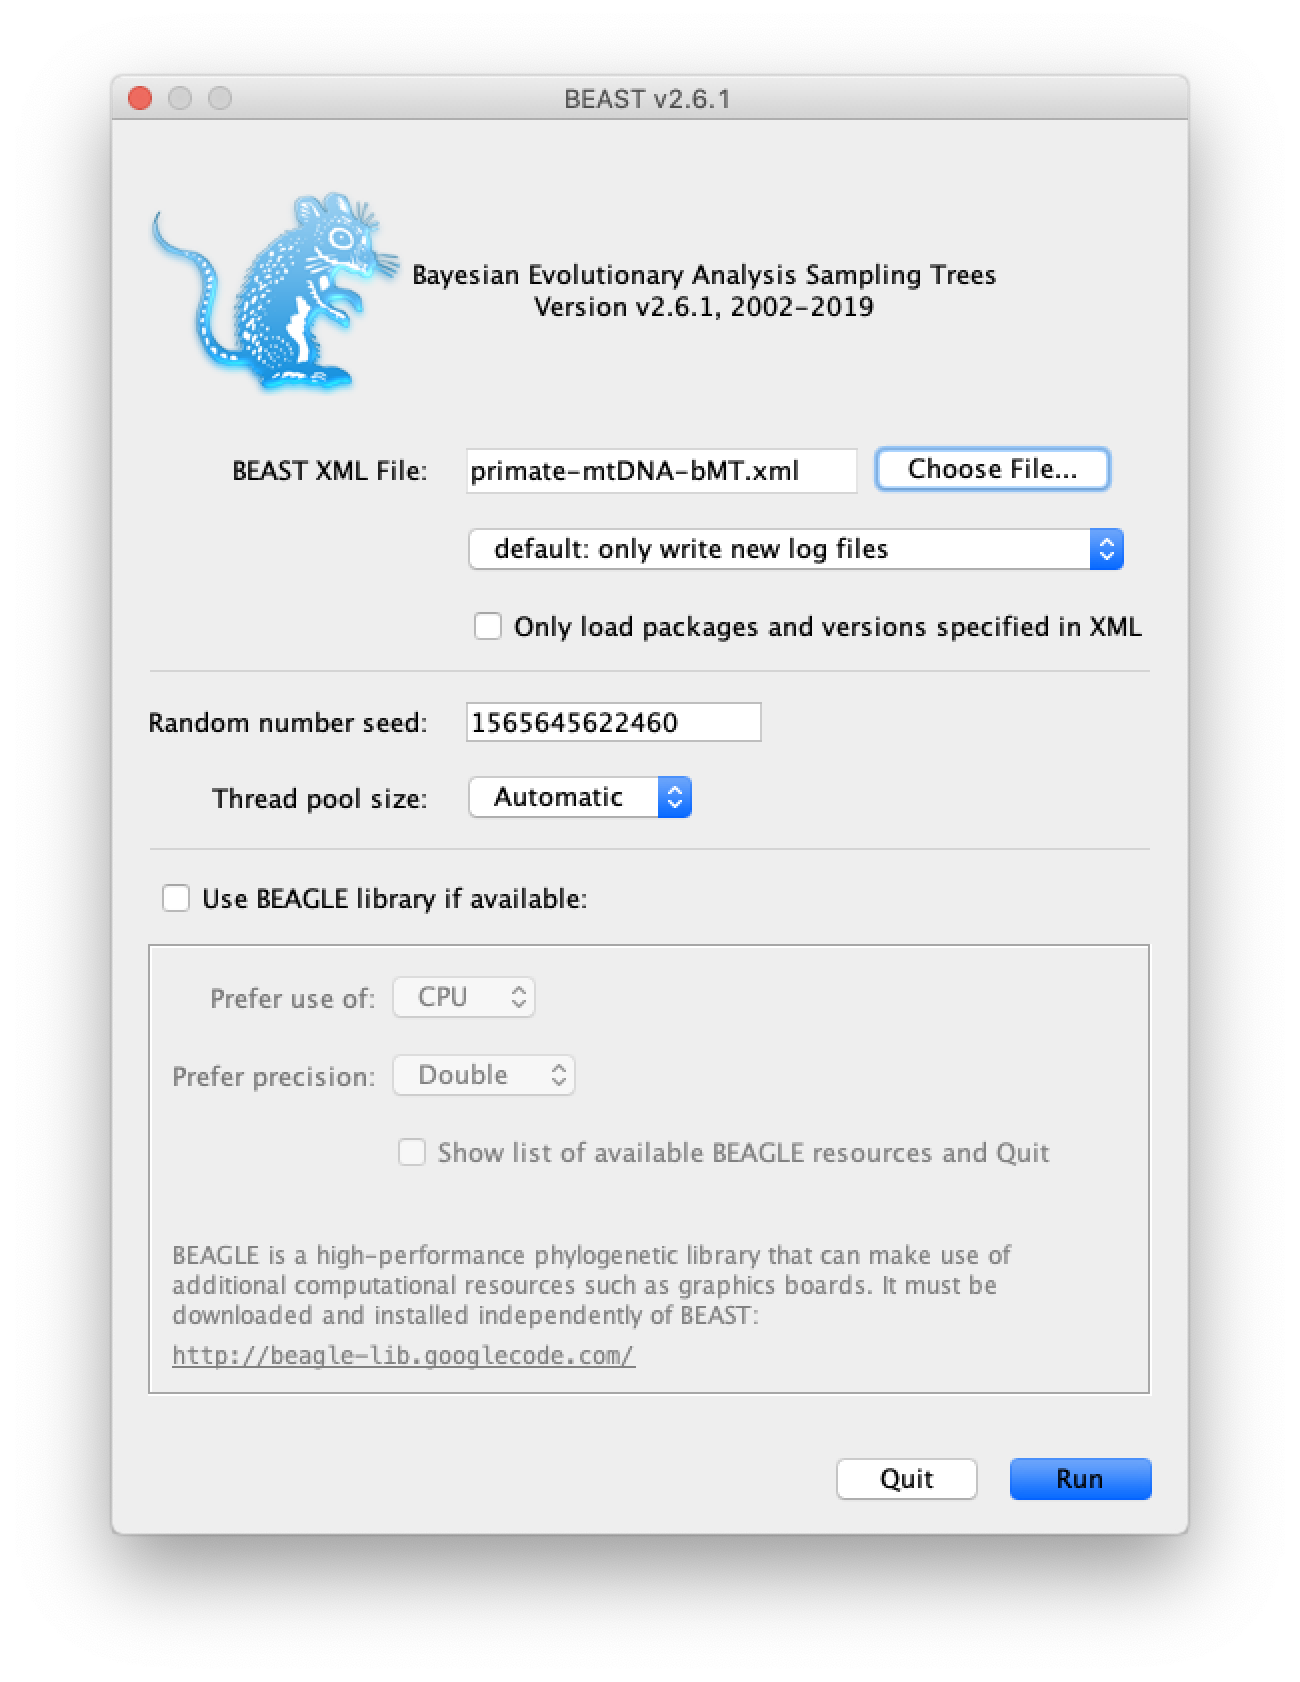 BEAST v2.6.1
Bayesian Evolutionary Analysis Sampling Trees
Version v2.6.1, 2002–2019
BEAST XML File: primate-mtDNA-bMT.xml Choose File...
default: only write new log files
Only load packages and versions specified in XML
Random number seed: 1565645622460
Thread pool size: Automatic
Use BEAGLE library if available:
Prefer use of: CPU
Prefer precision: Double
Show list of available BEAGLE resources and Quit
BEAGLE is a high-performance phylogenetic library that can make use of
additional computational resources such as graphics boards. It must be
downloaded and installed independently of BEAST:
http://beagle-lib.googlecode.com/
Quit Run